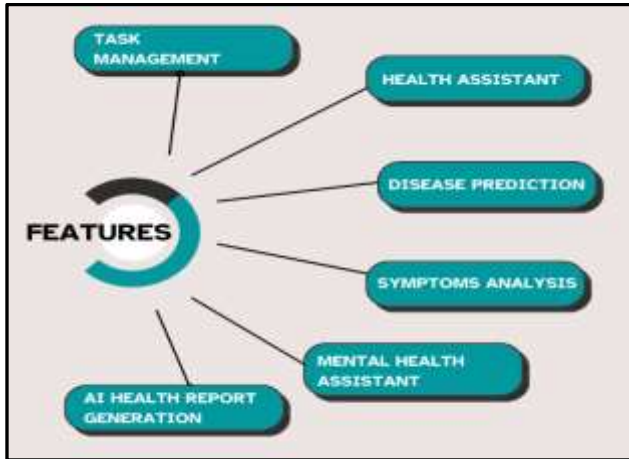 TASK
MANAGEMENT
HEALTH ASSISTANT
DISEASE PREDICTION
FEATURES
SYMPTOMS ANALYSIS
MENTAL HEALTH
ASSISTANT
AI HEALTH REPORT
GENERATION